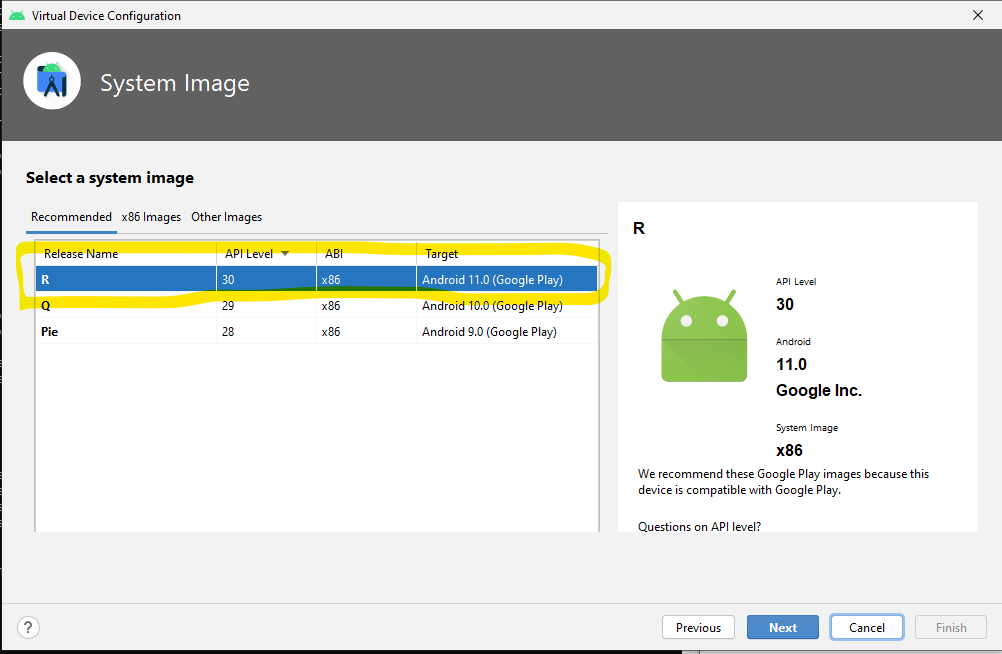 Virtual Device Configuration
System Image
Select a system image
Recommended x86 Images Other Images
Release Name API Level ABI Target
R 30 x86 Android 11.0 (Google Play)
Q 29 x86 Android 10.0 (Google Play)
Pie 28 x86 Android 9.0 (Google Play)
R
API Level
30
Android
11.0
Google Inc.
System Image
x86
We recommend these Google Play images because this
device is compatible with Google Play.
Questions on API level?
? Previous Next Cancel Finish